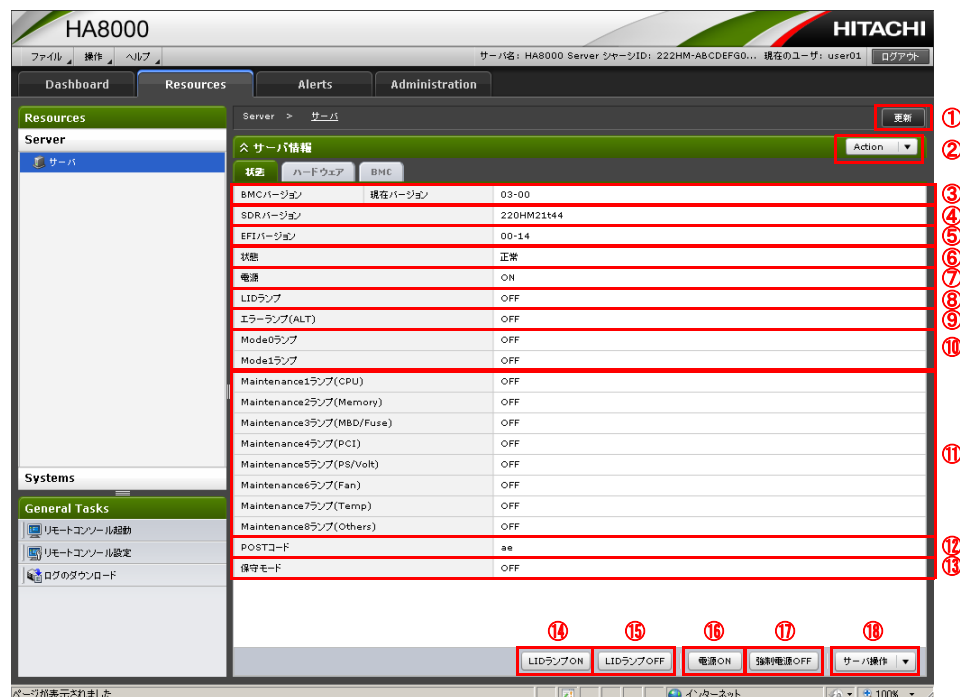 HA8000
HITACHI
ファイル 操作 ヘルプ サーバ名: HA8000 Server シャーシID: 222HM-ABCDEFG0... 現在のユーザ: user01 ログアウト
Dashboard Resources Alerts Administration
Resources
Server > サーバ 更新 ①
Server
サーバ情報 Action ②
サーバ
状態 ハードウェア BMC
BMCバージョン 現在バージョン 03-00 ③
SDRバージョン 220HM21t44 ④
EFIバージョン 00-14 ⑤
状態 正常 ⑥
電源 ON ⑦
LIDランプ OFF ⑧
エラーランプ(ALT) OFF ⑨
Mode0ランプ OFF ⑩
Mode1ランプ OFF
Maintenance1ランプ(CPU) OFF
Maintenance2ランプ(Memory) OFF
Maintenance3ランプ(MBD/Fuse) OFF
Maintenance4ランプ(PCI) OFF ⑪
Maintenance5ランプ(PS/Volt) OFF
Maintenance6ランプ(Fan) OFF
Maintenance7ランプ(Temp) OFF
Maintenance8ランプ(Others) OFF
POSTコード ae ⑫
保守モード OFF ⑬
Systems
General Tasks
リモートコンソール起動
リモートコンソール設定
ログのダウンロード
⑭ ⑮ ⑯ ⑰ ⑱
LIDランプON LIDランプOFF 電源ON 強制電源OFF サーバ操作
ページが表示されました インターネット 100%